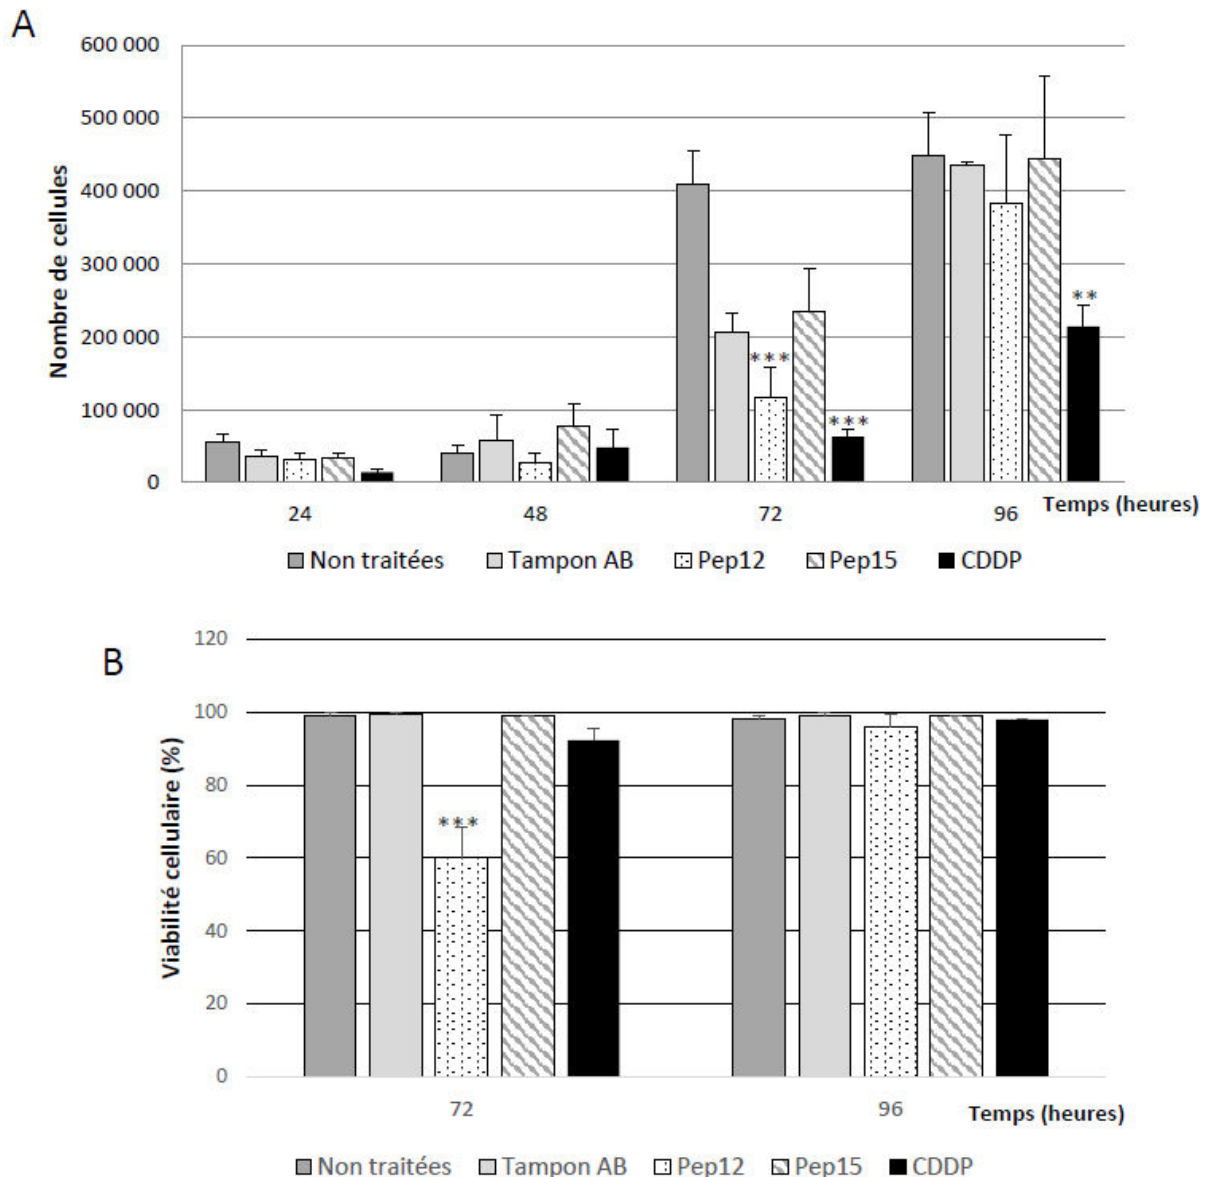 A
600 000
500 000
400 000
300 000
200 000
100 000
0
Nombre de cellules
***
***
**
24 48 72 96 Temps (heures)
Non traitées Tampon AB Pep12 Pep15 CDDP
B
120
100
80
60
40
20
0
Viabilité cellulaire (%)
***
72 96 Temps (heures)
Non traitées Tampon AB Pep12 Pep15 CDDP